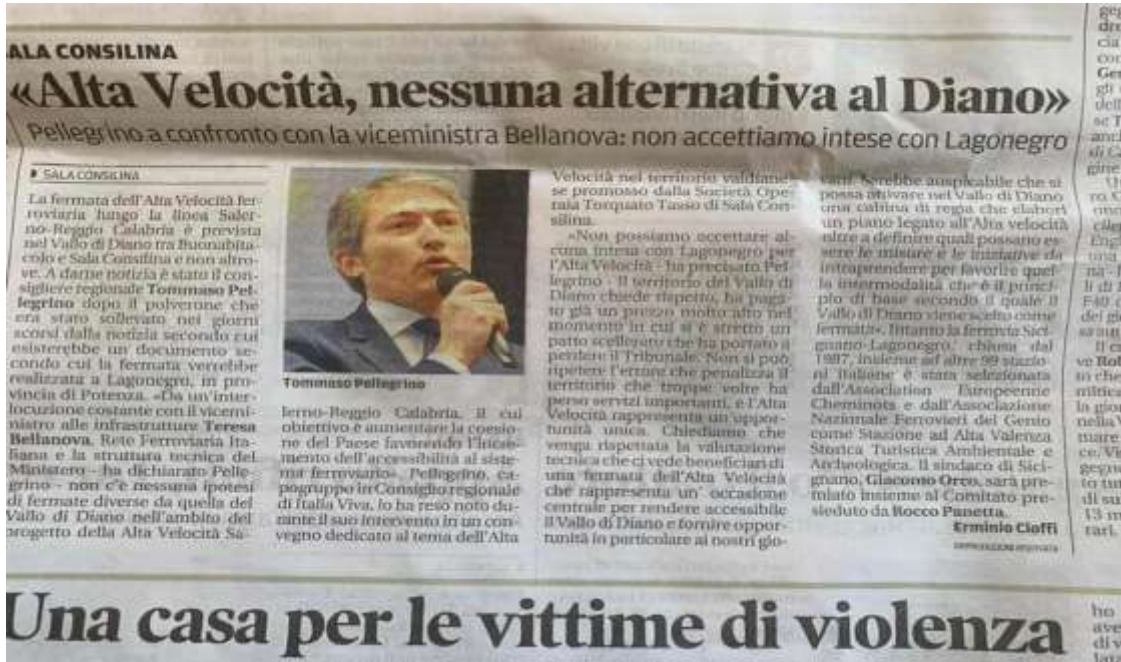 SALA CONSILINA
«Alta Velocità, nessuna alternativa al Diano»
Pellegrino a confronto con la viceministra Bellanova: non accettiamo intese con Lagonegro
SALA CONSILINA
La fermata dell'Alta Velocità fer-
roviaria lungo la linea Saler-
no-Reggio Calabria è prevista
nel Vallo di Diano tra Buonabita-
colo e Sala Consilina e non altro-
ve. A darne notizia è stato il con-
sigliere regionale Tommaso Pel-
legrino dopo il polverone che
era stato sollevato nei giorni
scorsi dalla notizia secondo cui
esisterebbe un documento se-
condo cui la fermata verrebbe
realizzata a Lagonegro, in pro-
vincia di Potenza. «Da un'inter-
locuzione costante con il vicemi-
nistro alle infrastrutture Teresa
Bellanova, Rete Ferroviaria Ita-
liana e la struttura tecnica del
Ministero - ha dichiarato Pelle-
grino - non c'è nessuna ipotesi
di fermate diverse da quella del
Vallo di Diano nell'ambito del
progetto della Alta Velocità Sa-
Tommaso Pellegrino
lerno-Reggio Calabria, il cui
obiettivo è aumentare la coesio-
ne del Paese favorendo l'incre-
mento dell'accessibilità al siste-
ma ferroviario». Pellegrino, ca-
pogruppo in Consiglio regionale
di Italia Viva, lo ha reso noto du-
rante il suo intervento in un con-
vegno dedicato al tema dell'Alta
Velocità nel territorio valdiane-
se promosso dalla Società Ope-
raia Torquato Tasso di Sala Con-
silina.
«Non possiamo accettare al-
cuna intesa con Lagonegro per
l'Alta Velocità - ha precisato Pel-
legrino - Il territorio del Vallo di
Diano chiede rispetto, ha paga-
to già un prezzo molto alto nel
momento in cui si è stretto un
patto scellerato che ha portato a
perdere il Tribunale. Non si può
ripetere l'errore che penalizza il
territorio che troppe volte ha
perso servizi importanti, e l'Alta
Velocità rappresenta un'oppor-
tunità unica. Chiediamo che
venga rispettata la valutazione
tecnica che ci vede beneficiari di
una fermata dell'Alta Velocità
che rappresenta un' occasione
centrale per rendere accessibile
il Vallo di Diano e fornire oppor-
tunità in particolare ai nostri gio-
Sarebbe auspicabile che si
possa attivare nel Vallo di Diano
una cabina di regia che elabori
un piano legato all'Alta velocità
oltre a definire quali possano es-
sere le misure e le iniziative da
intraprendere per favorire quel-
la intermodalità che è il princi-
pio di base secondo il quale il
Vallo di Diano viene scelto come
fermata». Intanto la ferrovia Sici-
gnano-Lagonegro, chiusa dal
1987, insieme ad altre 99 stazio-
ni italiane è stata selezionata
dall'Association Europeenne
Cheminots e dall'Associazione
Nazionale Ferrovieri del Genio
come Stazione ad Alta Valenza
Storica Turistica Ambientale e
Archeologica. Il sindaco di Sici-
gnano, Giacomo Orco, sarà pre-
miato insieme al Comitato pre-
sieduto da Rocco Panetta.
Erminio Cioffi
Una casa per le vittime di violenza